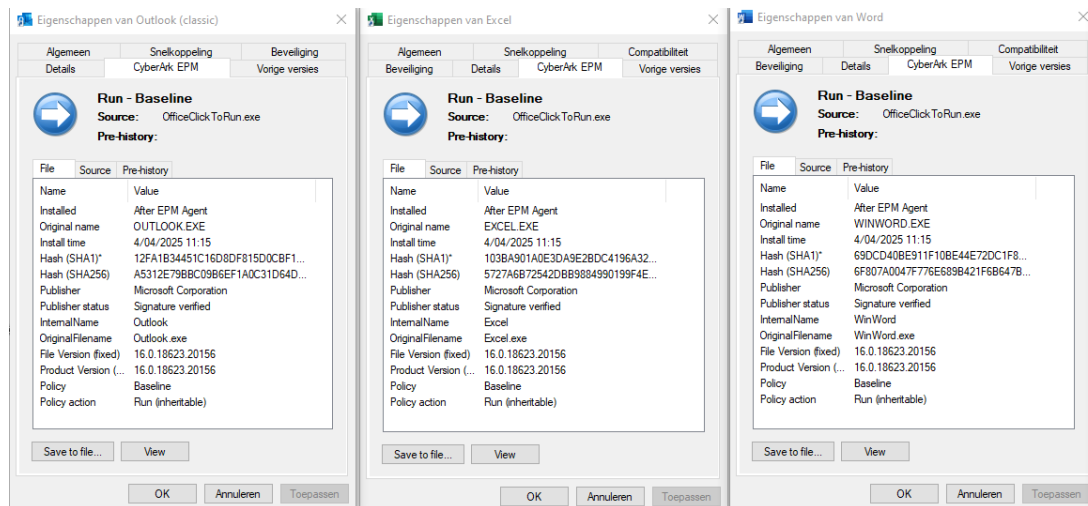 Eigenschappen van Outlook (classic)
Algemeen Snelkoppeling Beveiliging
Details CyberArk EPM Vorige versies
Run - Baseline
Source: OfficeClickToRun.exe
Pre-history:
File Source Pre-history
Name Value
Installed After EPM Agent
Original name OUTLOOK.EXE
Install time 4/04/2025 11:15
Hash (SHA1)* 12FA1B34451C16D8DF815D0CBF1...
Hash (SHA256) A5312E79BBC09B6EF1A0C31D64D...
Publisher Microsoft Corporation
Publisher status Signature verified
InternalName Outlook
OriginalFilename Outlook.exe
File Version (fixed) 16.0.18623.20156
Product Version (... 16.0.18623.20156
Policy Baseline
Policy action Run (inheritable)
Save to file... View
OK Annuleren Toepassen
Eigenschappen van Excel
Algemeen Snelkoppeling Compatibiliteit
Beveiliging Details CyberArk EPM Vorige versies
Run - Baseline
Source: OfficeClickToRun.exe
Pre-history:
File Source Pre-history
Name Value
Installed After EPM Agent
Original name EXCEL.EXE
Install time 4/04/2025 11:15
Hash (SHA1)* 103BA901A0E3DA9E2BDC4196A32...
Hash (SHA256) 5727A6B72542DBB9884990199F4E...
Publisher Microsoft Corporation
Publisher status Signature verified
InternalName Excel
OriginalFilename Excel.exe
File Version (fixed) 16.0.18623.20156
Product Version (... 16.0.18623.20156
Policy Baseline
Policy action Run (inheritable)
Save to file... View
OK Annuleren Toepassen
Eigenschappen van Word
Algemeen Snelkoppeling Compatibiliteit
Beveiliging Details CyberArk EPM Vorige versies
Run - Baseline
Source: OfficeClickToRun.exe
Pre-history:
File Source Pre-history
Name Value
Installed After EPM Agent
Original name WINWORD.EXE
Install time 4/04/2025 11:15
Hash (SHA1)* 69DCD40BE911F10BE44E72DC1F8...
Hash (SHA256) 6F807A0047F776E689B421F6B647B...
Publisher Microsoft Corporation
Publisher status Signature verified
InternalName WinWord
OriginalFilename WinWord.exe
File Version (fixed) 16.0.18623.20156
Product Version (... 16.0.18623.20156
Policy Baseline
Policy action Run (inheritable)
Save to file... View
OK Annuleren Toepassen